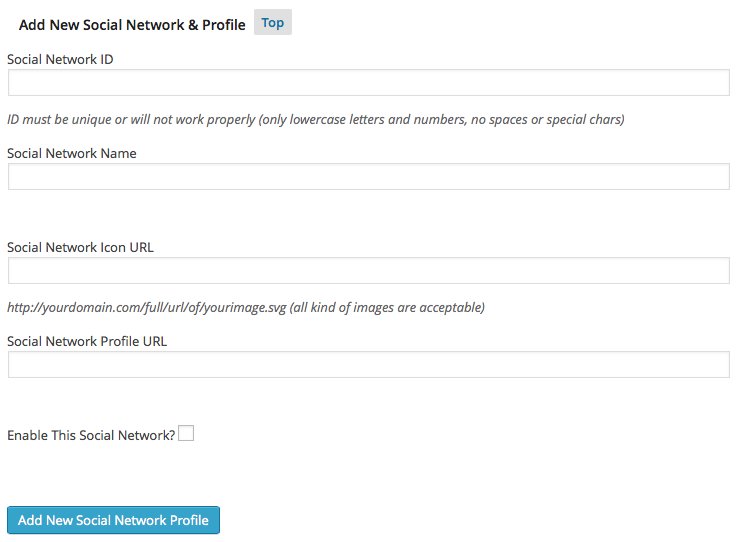 Add New Social Network & Profile Top
Social Network ID
ID must be unique or will not work properly (only lowercase letters and numbers, no spaces or special chars)
Social Network Name
Social Network Icon URL
http://yourdomain.com/full/url/of/yourimage.svg (all kind of images are acceptable)
Social Network Profile URL
Enable This Social Network?
Add New Social Network Profile